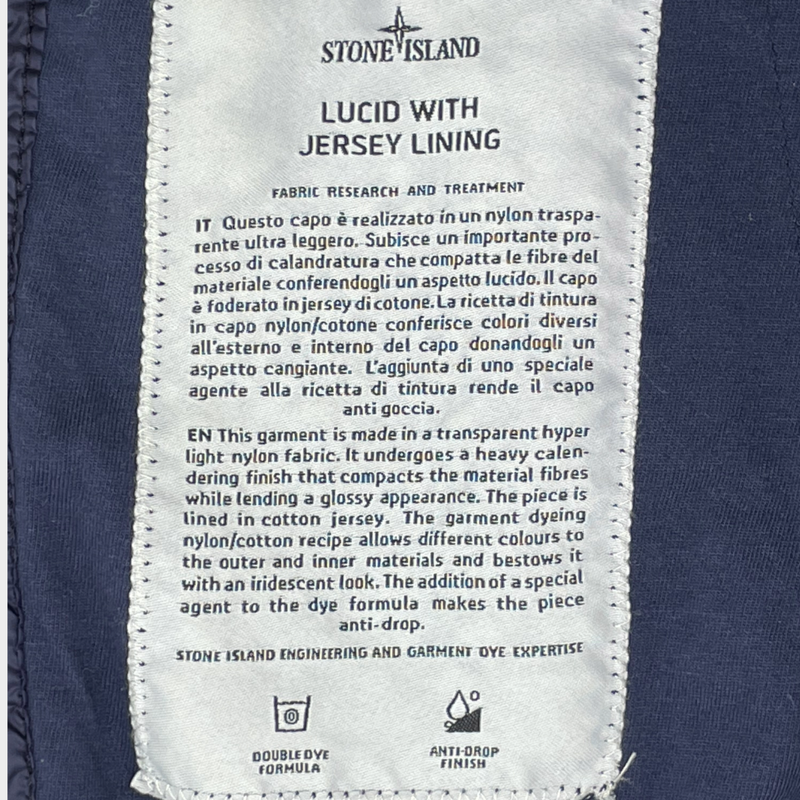 STONE ISLAND
LUCID WITH
JERSEY LINING
FABRIC RESEARCH AND TREATMENT
IT Questo capo è realizzato in un nylon traspa-
rente ultra leggero. Subisce un importante pro-
cesso di calandratura che compatta le fibre del
materiale conferendogli un aspetto lucido. Il capo
è foderato in jersey di cotone. La ricetta di tintura
in capo nylon/cotone conferisce colori diversi
all'esterno e interno del capo donandogli un
aspetto cangiante. L'aggiunta di uno speciale
agente alla ricetta di tintura rende il capo
anti goccia.
EN This garment is made in a transparent hyper
light nylon fabric. It undergoes a heavy calen-
dering finish that compacts the material fibres
while lending a glossy appearance. The piece is
lined in cotton jersey. The garment dyeing
nylon/cotton recipe allows different colours to
the outer and inner materials and bestows it
with an iridescent look. The addition of a special
agent to the dye formula makes the piece
anti-drop.
STONE ISLAND ENGINEERING AND GARMENT DYE EXPERTISE
DOUBLE DYE
FORMULA
ANTI-DROP
FINISH